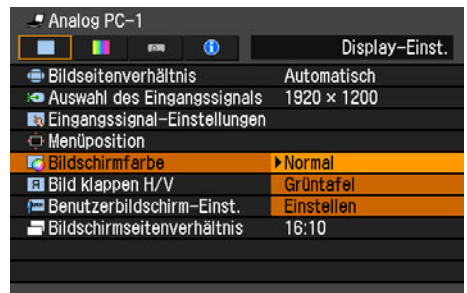 Analog PC-1
Display-Einst.
Bildseitenverhältnis Automatisch
Auswahl des Eingangssignals 1920 × 1200
Eingangssignal-Einstellungen
Menüposition
Bildschirmfarbe Normal
Grüntafel
Bild klappen H/V
Einstellen
Benutzerbildschirm-Einst.
Bildschirmseitenverhältnis 16:10